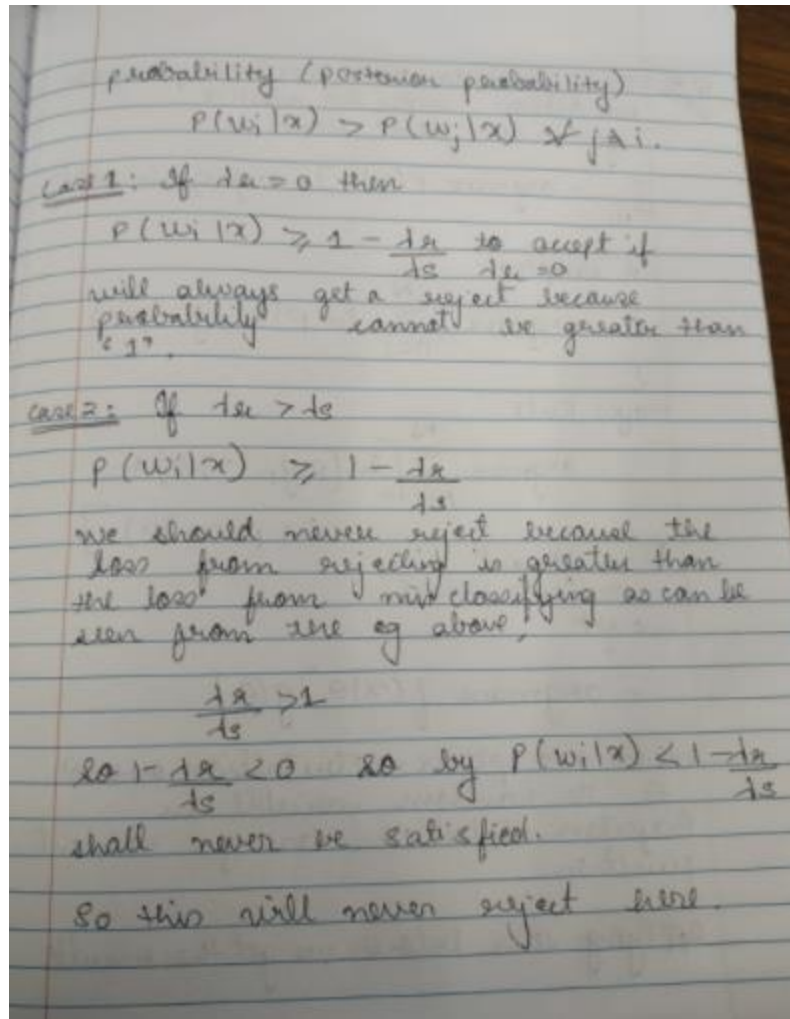 probability (posterior probability)
P(wi|x) > P(wj|x) ∀ j≠i.
Case 1: If λr = 0 then
P(wi|x) ≥ 1 - λr/λs to accept if λr = 0
will always get a reject because
probability cannot be greater than
"1".
Case 2: If λr > λs
P(wi|x) ≥ 1 - λr/λs
we should never reject because the
loss from rejecting is greater than
the loss from misclassifying as can be
seen from the eq above,
λr/λs > 1
so 1 - λr/λs < 0 so by P(wi|x) < 1 - λr/λs
shall never be satisfied.
So this will never reject here.